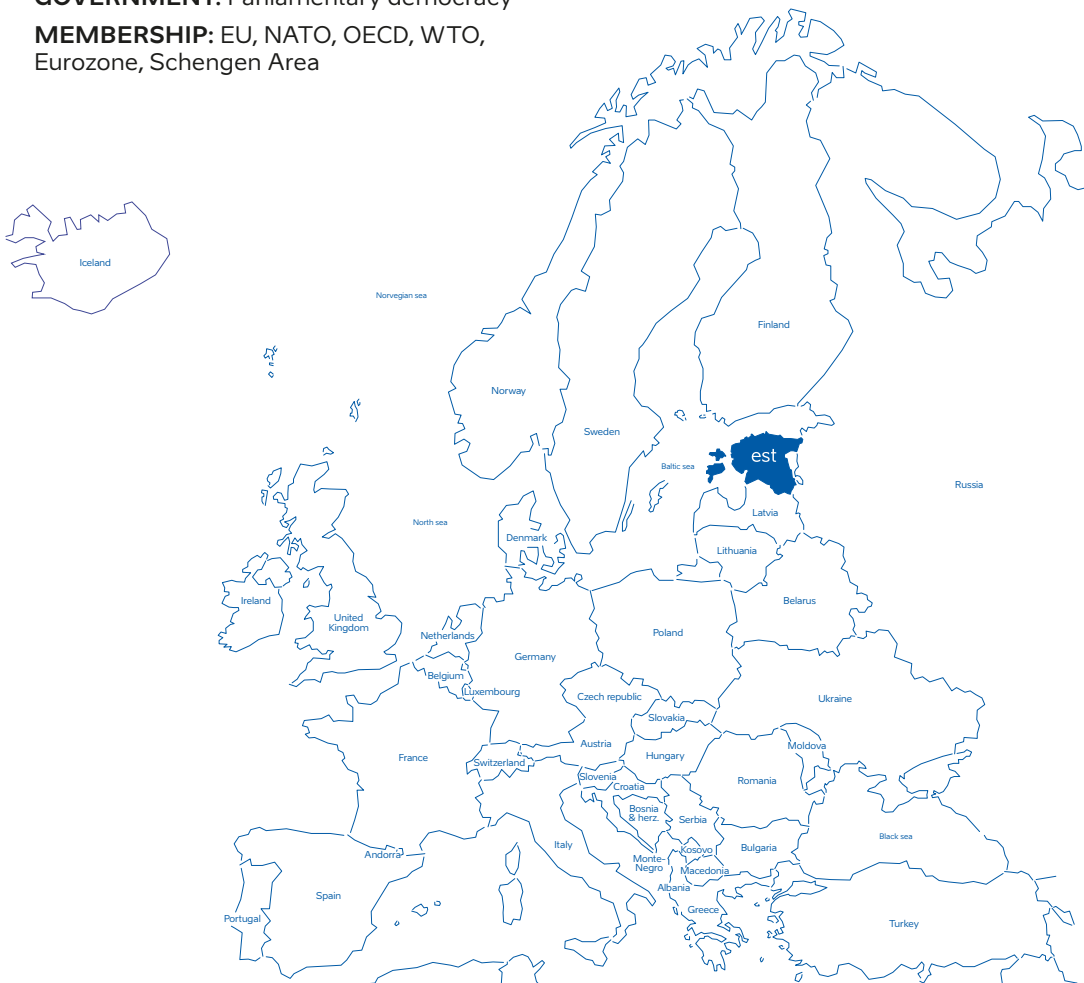 GOVERNMENT: Parliamentary democracy
MEMBERSHIP: EU, NATO, OECD, WTO,
Eurozone, Schengen Area
Iceland
Norwegian sea
Finland
Norway
Sweden
est
Baltic sea
Russia
Latvia
North sea
Denmark
Lithuania
Ireland
Belarus
United
Kingdom
Netherlands
Poland
Germany
Belgium
Luxembourg
Czech republic
Ukraine
Slovakia
Austria
Moldova
France
Hungary
Switzerland
Slovenia
Romania
Croatia
Bosnia
& herz.
Serbia
Black sea
Italy
Bulgaria
Kosovo
Andorra
Monte-
Negro
Macedonia
Albania
Spain
Greece
Portugal
Turkey